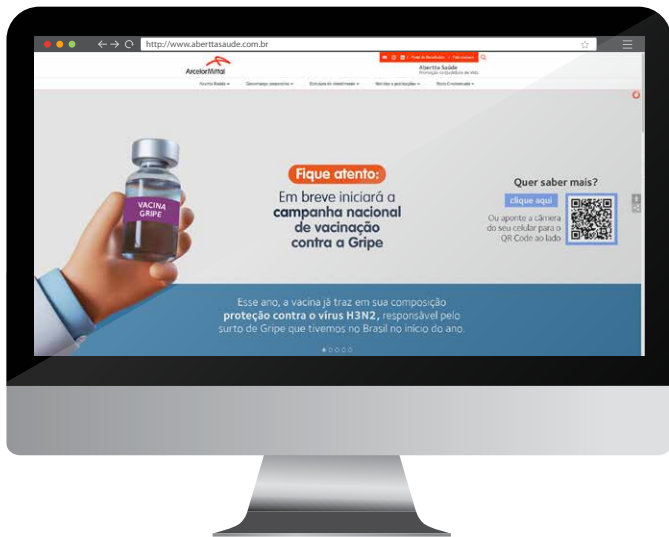 http://www.aberttasaude.com.br
ArcelorMittal
Abertta Saúde
Fique atento:
Em breve iniciará a
campanha nacional
de vacinação
contra a Gripe
VACINA
GRIPE
Quer saber mais?
clique aqui
Ou aponte a câmera
do seu celular para o
QR Code ao lado
Esse ano, a vacina já traz em sua composição
proteção contra o vírus H3N2, responsável pelo
surto de Gripe que tivemos no Brasil no início do ano.